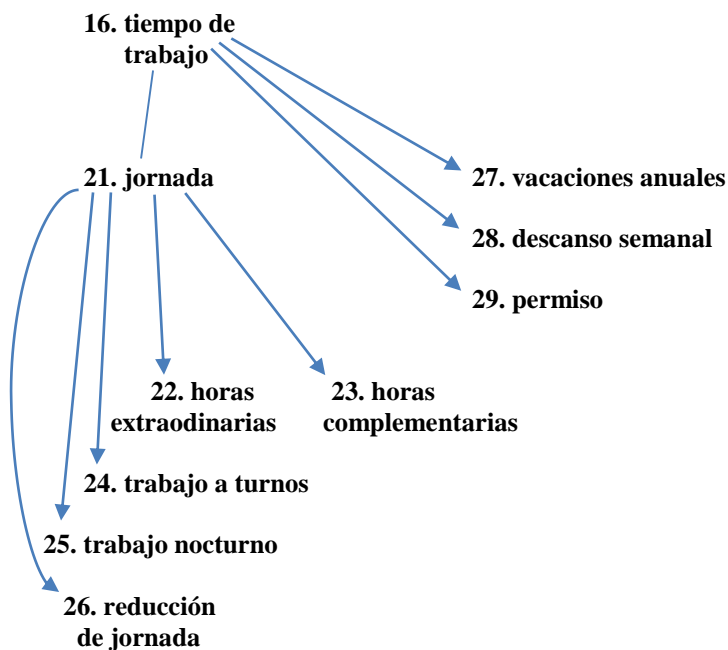 16. tiempo de
trabajo
21. jornada
27. vacaciones anuales
28. descanso semanal
29. permiso
22. horas
extraodinarias
23. horas
complementarias
24. trabajo a turnos
25. trabajo nocturno
26. reducción
de jornada